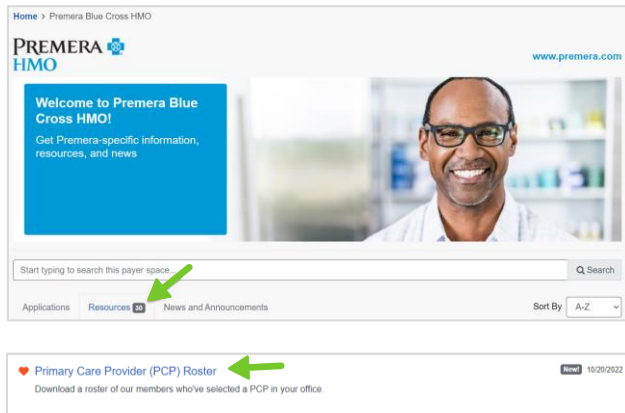 Home > Premera Blue Cross HMO
PREMERA
HMO
www.premera.com
Welcome to Premera Blue
Cross HMO!
Get Premera-specific information,
resources, and news
Start typing to search this payer space...
Search
Applications Resources 30 News and Announcements Sort By A-Z
Primary Care Provider (PCP) Roster New! 10/20/2022
Download a roster of our members who've selected a PCP in your office.